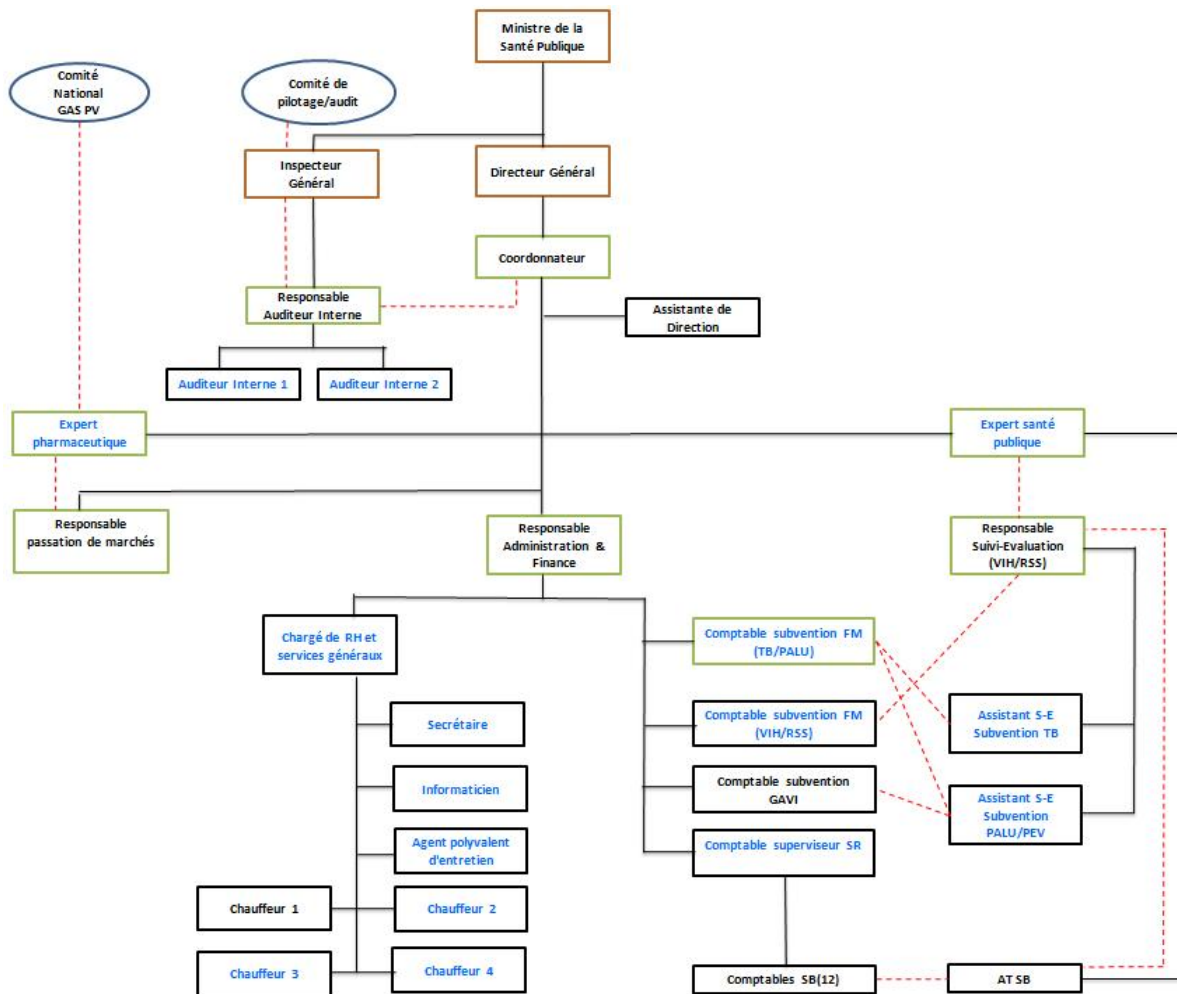 Ministre de la
Santé Publique
Comité
National
GAS PV
Comité de
pilotage/audit
Inspecteur
Général
Directeur Général
Coordonnateur
Responsable
Auditeur Interne
Assistante de
Direction
Auditeur Interne 1
Auditeur Interne 2
Expert
pharmaceutique
Expert santé
publique
Responsable
passation de marchés
Responsable
Administration &
Finance
Responsable
Suivi-Evaluation
(VIH/RSS)
Chargé de RH et
services généraux
Comptable subvention FM
(TB/PALU)
Secrétaire
Comptable subvention FM
(VIH/RSS)
Assistant S-E
Subvention TB
Informaticien
Comptable subvention
GAVI
Assistant S-E
Subvention
PALU/PEV
Agent polyvalent
d'entretien
Comptable superviseur SR
Chauffeur 1
Chauffeur 2
Chauffeur 3
Chauffeur 4
Comptables SB(12)
AT SB